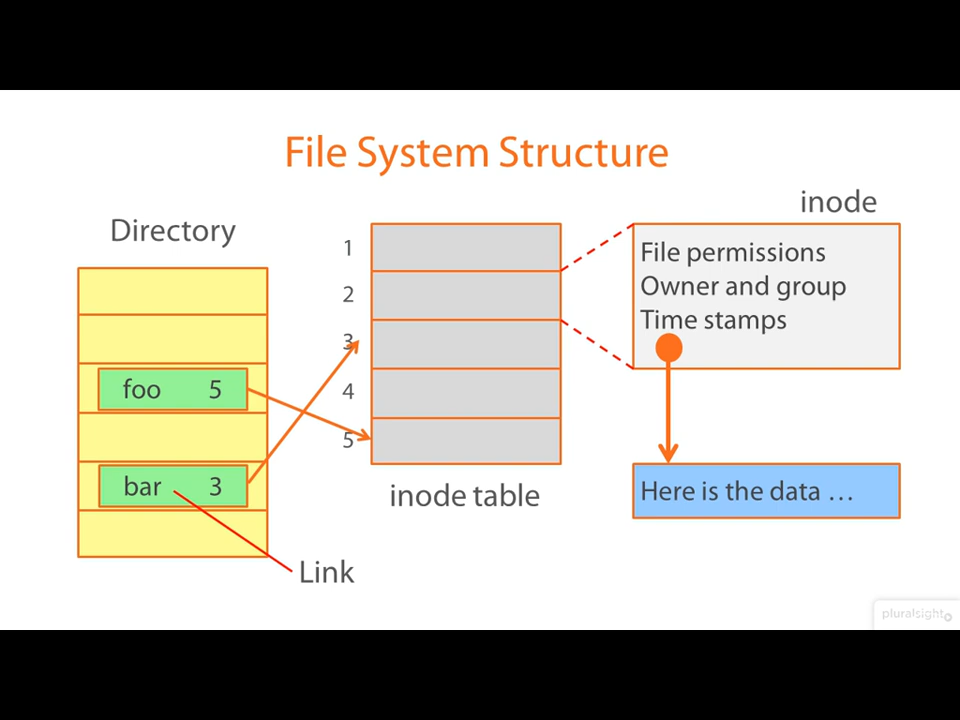 File System Structure
Directory
inode
1
2
3
4
5
foo 5
bar 3
Link
inode table
File permissions
Owner and group
Time stamps
Here is the data …
pluralsight